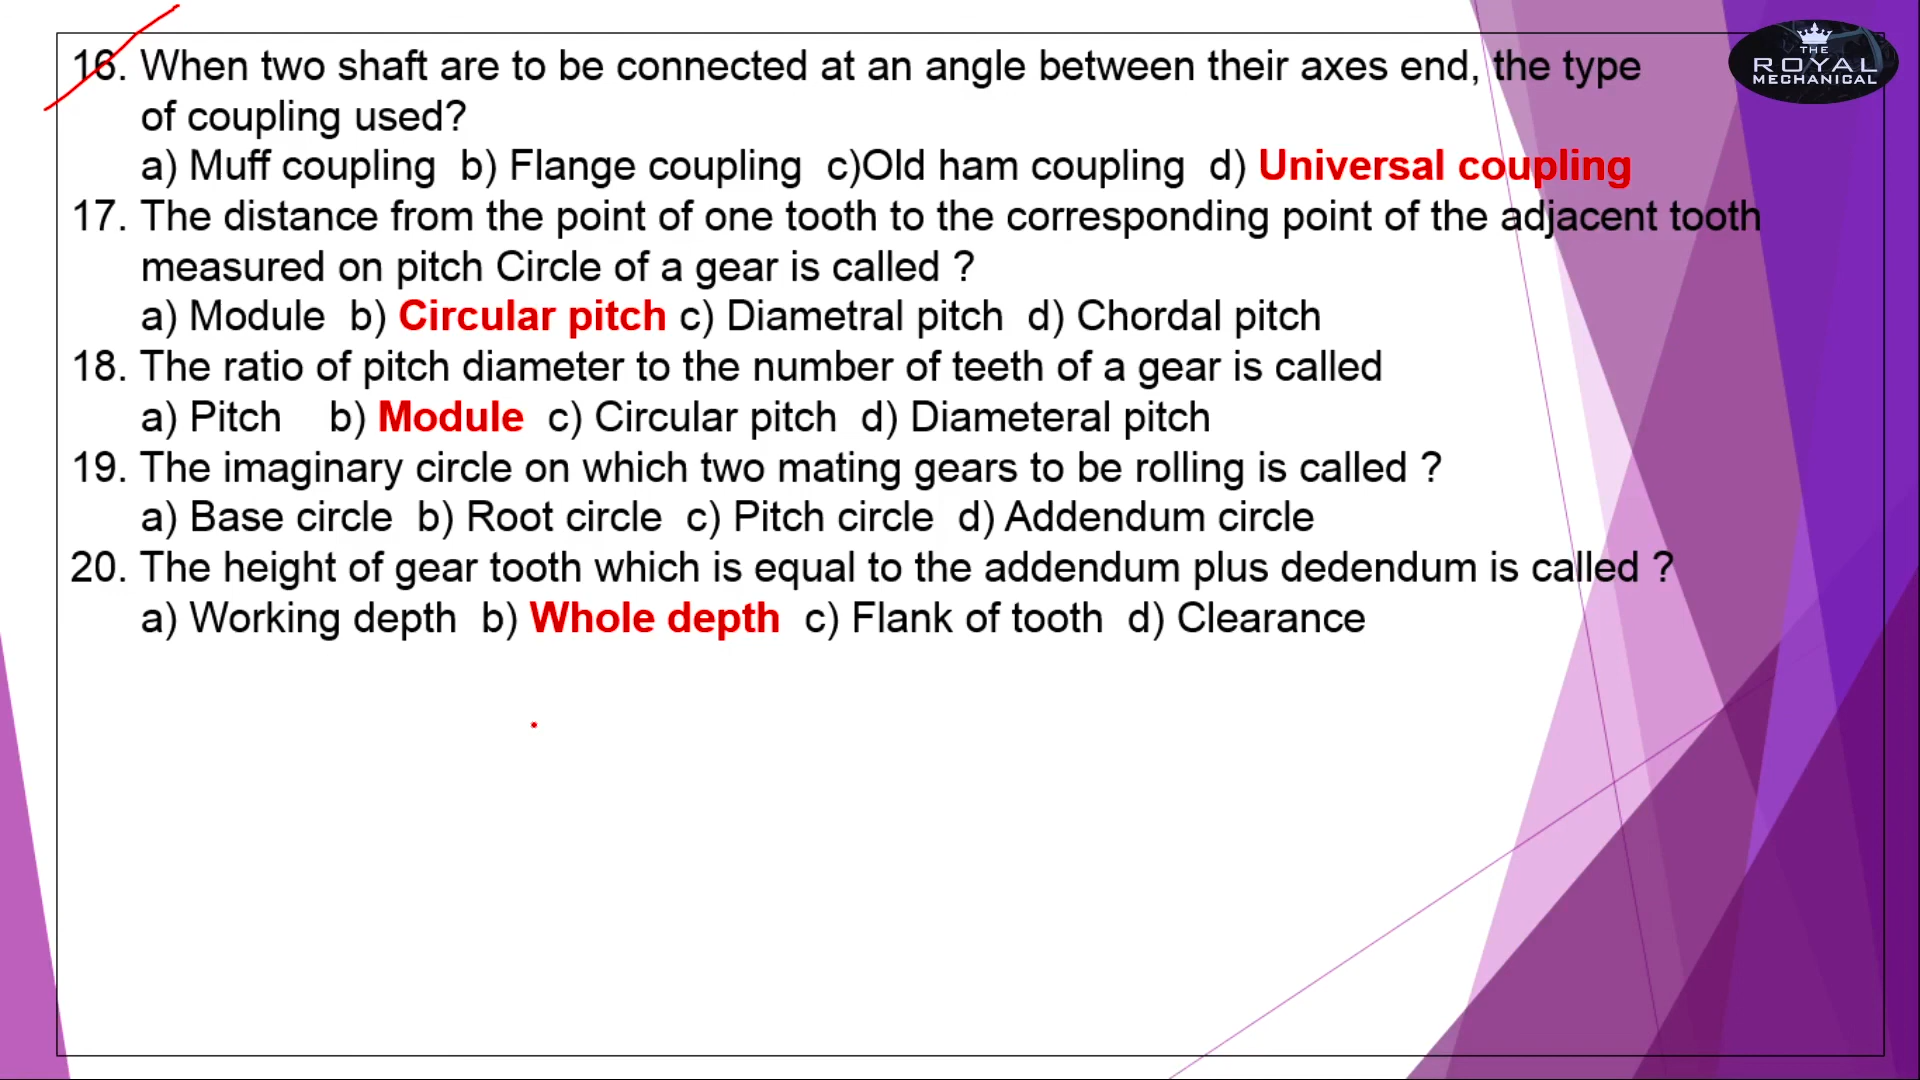 16. When two shaft are to be connected at an angle between their axes end, the type
of coupling used?
a) Muff coupling b) Flange coupling c)Old ham coupling d) Universal coupling
17. The distance from the point of one tooth to the corresponding point of the adjacent tooth
measured on pitch Circle of a gear is called ?
a) Module b) Circular pitch c) Diametral pitch d) Chordal pitch
18. The ratio of pitch diameter to the number of teeth of a gear is called
a) Pitch b) Module c) Circular pitch d) Diameteral pitch
19. The imaginary circle on which two mating gears to be rolling is called ?
a) Base circle b) Root circle c) Pitch circle d) Addendum circle
20. The height of gear tooth which is equal to the addendum plus dedendum is called ?
a) Working depth b) Whole depth c) Flank of tooth d) Clearance
THE
ROYAL
MECHANICAL